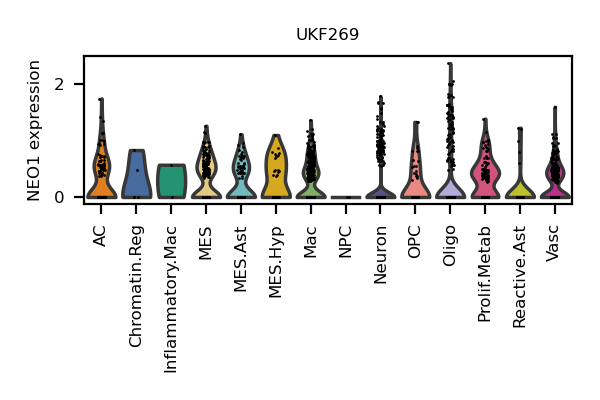 UKF269
NEO1 expression
2
0
AC
Chromatin.Reg
Inflammatory.Mac
MES
MES.Ast
MES.Hyp
Mac
NPC
Neuron
OPC
Oligo
Prolif.Metab
Reactive.Ast
Vasc